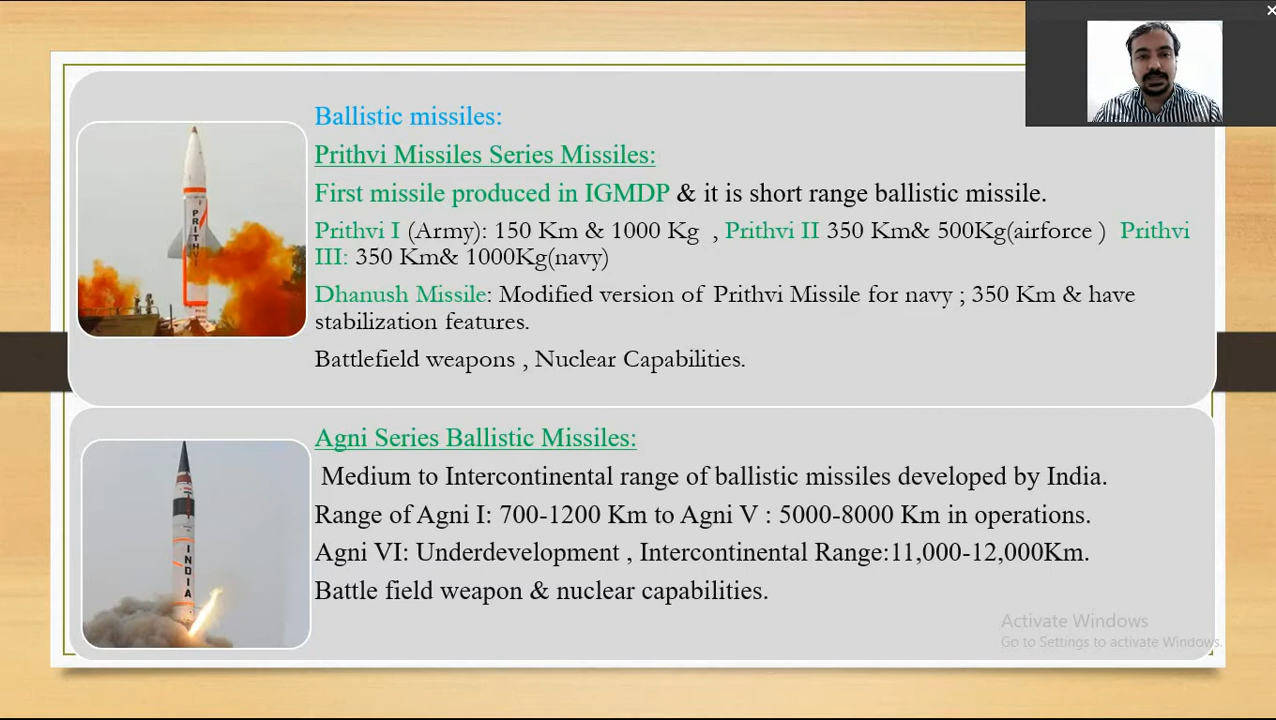 Ballistic missiles:
Prithvi Missiles Series Missiles:
First missile produced in IGMDP & it is short range ballistic missile.
Prithvi I (Army): 150 Km & 1000 Kg , Prithvi II 350 Km& 500Kg(airforce ) Prithvi
III: 350 Km& 1000Kg(navy)
Dhanush Missile: Modified version of Prithvi Missile for navy ; 350 Km & have
stabilization features.
Battlefield weapons , Nuclear Capabilities.
PRITHVI
Agni Series Ballistic Missiles:
Medium to Intercontinental range of ballistic missiles developed by India.
Range of Agni I: 700-1200 Km to Agni V : 5000-8000 Km in operations.
Agni VI: Underdevelopment , Intercontinental Range:11,000-12,000Km.
Battle field weapon & nuclear capabilities.
INDIA
Activate Windows
Go to Settings to activate Windows.